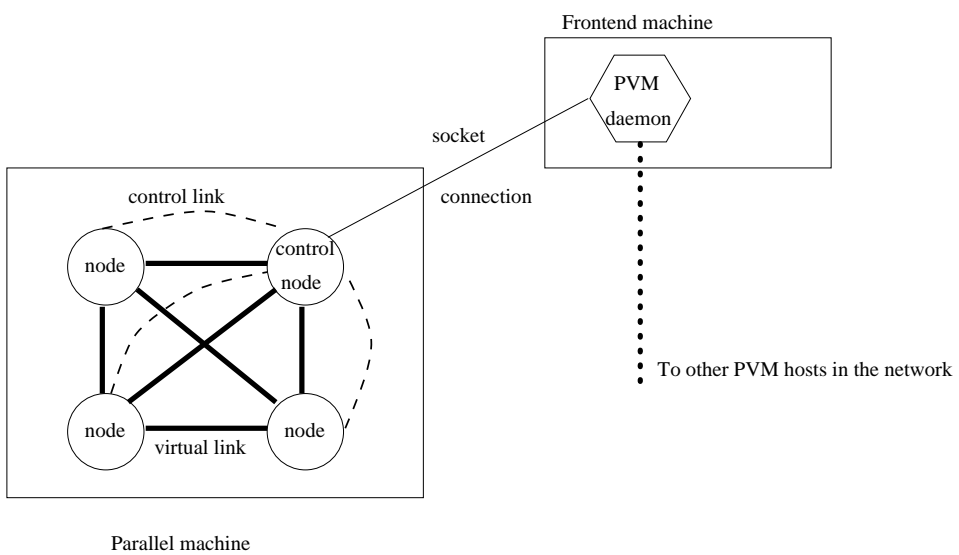 Frontend machine
PVM
daemon
socket
connection
control link
control
node
node
To other PVM hosts in the network
node
node
virtual link
Parallel machine